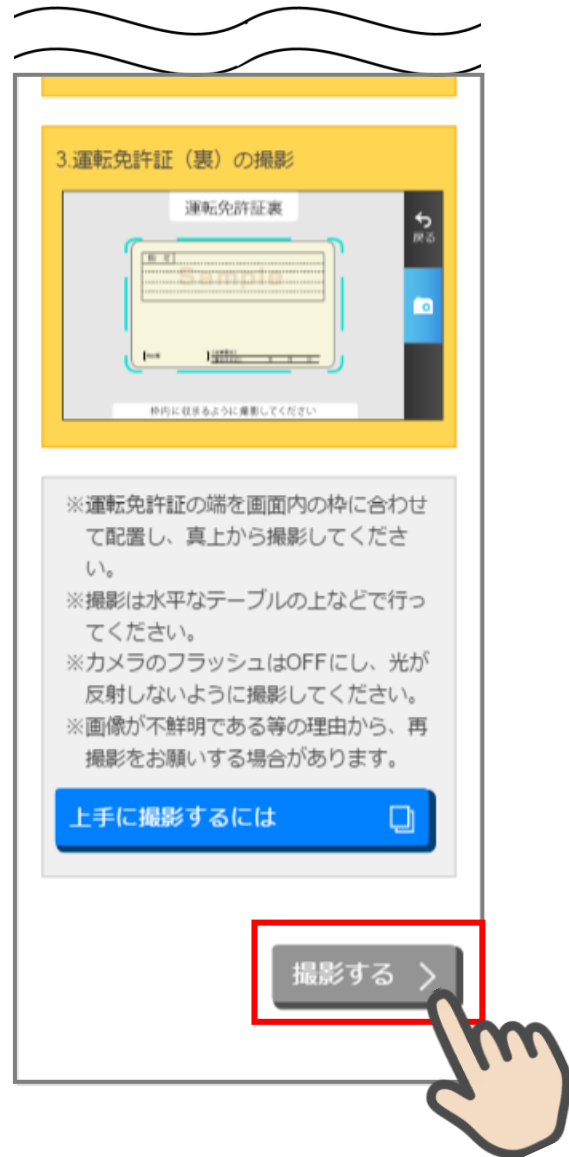 3.運転免許証（裏）の撮影
運転免許証裏
戻る
備考
Sample
枠内に収まるように撮影してください
※運転免許証の端を画面内の枠に合わせ
て配置し、真上から撮影してくださ
い。
※撮影は水平なテーブルの上などで行っ
てください。
※カメラのフラッシュはOFFにし、光が
反射しないように撮影してください。
※画像が不鮮明である等の理由から、再
撮影をお願いする場合があります。
上手に撮影するには
撮影する